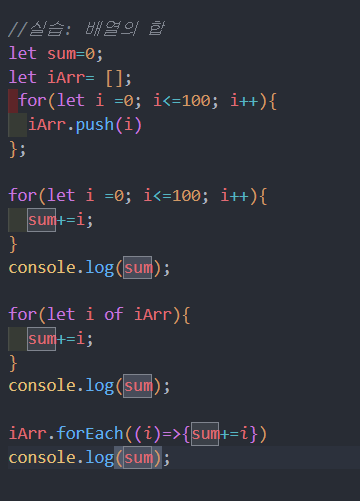 //실습: 배열의 합
let sum=0;
let iArr= [];
for(let i =0; i<=100; i++){
iArr.push(i)
};
for(let i =0; i<=100; i++){
sum+=i;
}
console.log(sum);
for(let i of iArr){
sum+=i;
}
console.log(sum);
iArr.forEach((i)=>{sum+=i})
console.log(sum);